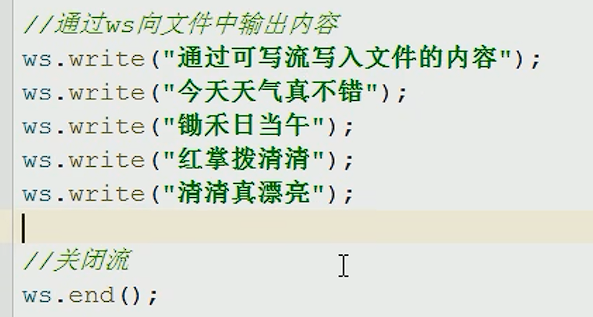 //通过ws向文件中输出内容
ws.write("通过可写流写入文件的内容");
ws.write("今天天气真不错");
ws.write("锄禾日当午");
ws.write("红掌拨清清");
ws.write("清清真漂亮");
//关闭流
ws.end();